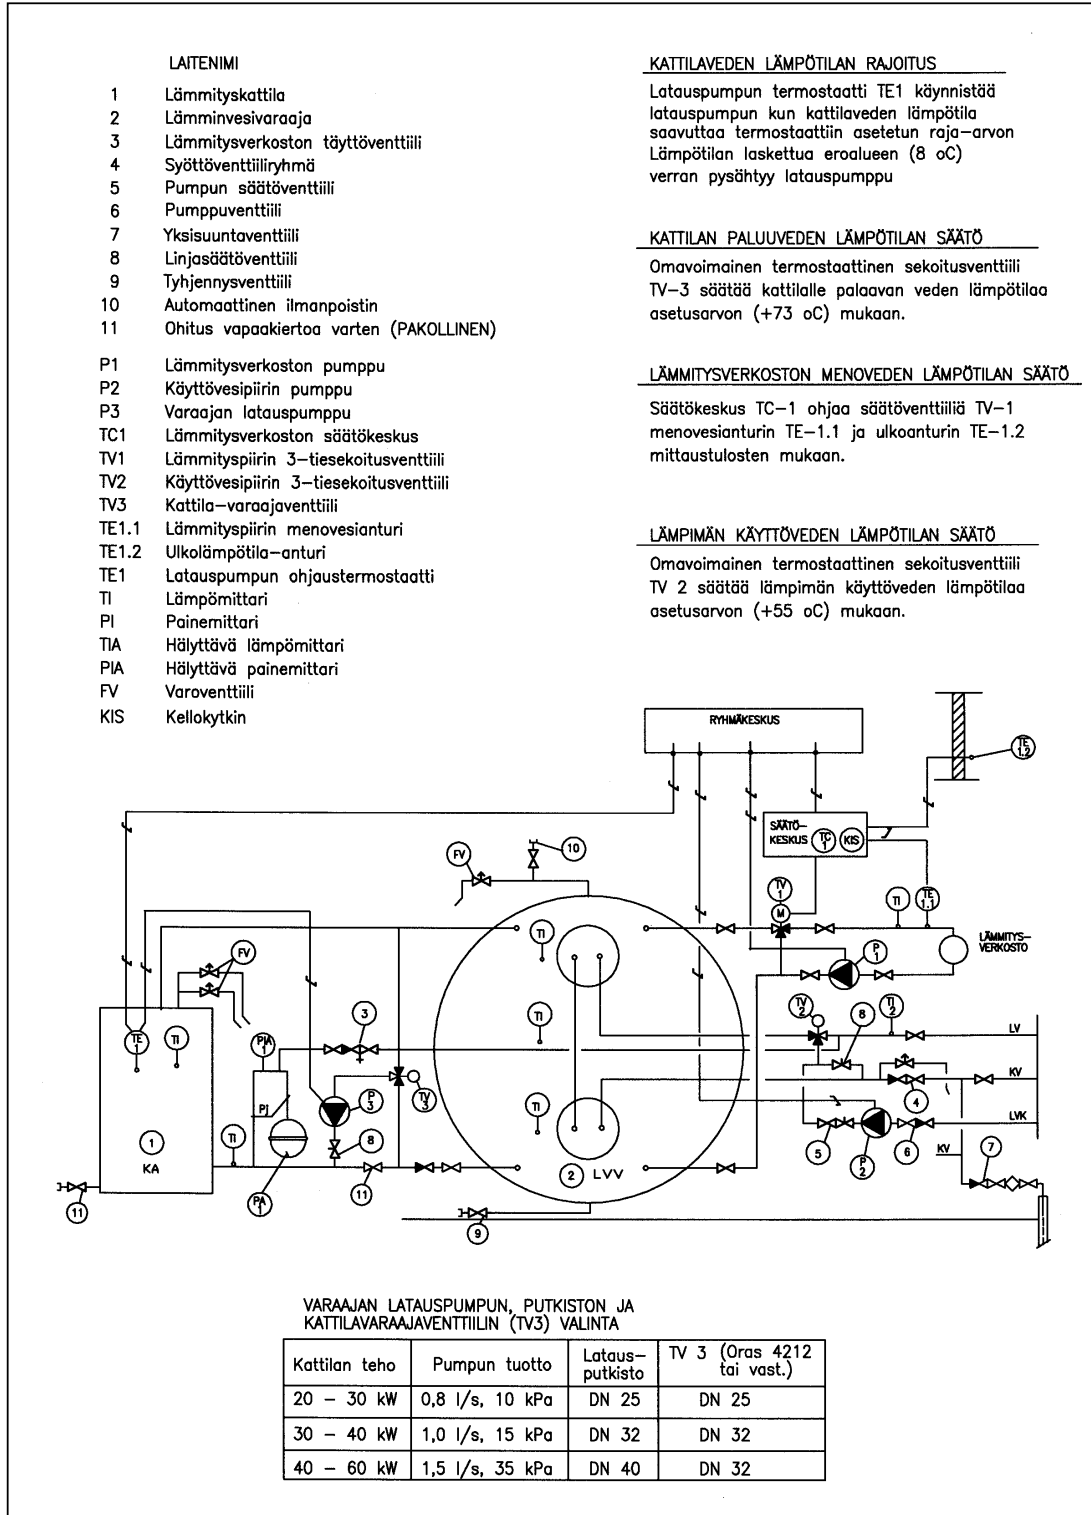 LAITENIMI
1 Lämmityskattila
2 Lämminvesivaraaja
3 Lämmitysverkoston täyttöventtiili
4 Syöttöventtiiliryhmä
5 Pumpun säätöventtiili
6 Pumppuventtiili
7 Yksisuuntaventtiili
8 Linjasäätöventtiili
9 Tyhjennysventtiili
10 Automaattinen ilmanpoistin
11 Ohitus vapaakiertoa varten (PAKOLLINEN)
P1 Lämmitysverkoston pumppu
P2 Käyttövesipiirin pumppu
P3 Varaajan latauspumppu
TC1 Lämmitysverkoston säätökeskus
TV1 Lämmityspiirin 3-tiesekoitusventtiili
TV2 Käyttövesipiirin 3-tiesekoitusventtiili
TV3 Kattila-varaajaventtiili
TE1.1 Lämmityspiirin menovesianturi
TE1.2 Ulkolämpötila-anturi
TE1 Latauspumpun ohjaustermostaatti
TI Lämpömittari
PI Painemittari
TIA Hälyttävä lämpömittari
PIA Hälyttävä painemittari
FV Varoventtiili
KIS Kellokytkin
KATTILAVEDEN LÄMPÖTILAN RAJOITUS
Latauspumpun termostaatti TE1 käynnistää
latauspumpun kun kattilaveden lämpötila
saavuttaa termostaattiin asetetun raja-arvon
Lämpötilan laskettua eroalueen (8 oC)
verran pysähtyy latauspumppu
KATTILAN PALUUVEDEN LÄMPÖTILAN SÄÄTÖ
Omavoimainen termostaattinen sekoitusventtiili
TV-3 säätää kattilalle palaavan veden lämpötilaa
asetusarvon (+73 oC) mukaan.
LÄMMITYSVERKOSTON MENOVEDEN LÄMPÖTILAN SÄÄTÖ
Säätökeskus TC-1 ohjaa säätöventtiiliä TV-1
menovesianturin TE-1.1 ja ulkoanturin TE-1.2
mittaustulosten mukaan.
LÄMPIMÄN KÄYTTÖVEDEN LÄMPÖTILAN SÄÄTÖ
Omavoimainen termostaattinen sekoitusventtiili
TV 2 säätää lämpimän käyttöveden lämpötilaa
asetusarvon (+55 oC) mukaan.
RYHMÄKESKUS
TE 1.2
SÄÄTÖ-
KESKUS
TC 1
KIS
FV
10
TV 1
M
TI
TE 1.1
LÄMMITYS-
VERKOSTO
TI
P 1
FV
TE 1
TI
PIA 1
3
TI
TV 2
8
TI 2
LV
KV
4
Pi
P 3
TV 3
TI
LVK
1
KA
TI
8
5
P 2
6
KV
7
11
PA 1
11
2
LVV
9
VARAAJAN LATAUSPUMPUN, PUTKISTON JA
KATTILAVARAAJAVENTTIILIN (TV3) VALINTA
Kattilan teho Pumpun tuotto Lataus-putkisto TV 3 (Oras 4212 tai vast.)
20 - 30 kW 0,8 l/s, 10 kPa DN 25 DN 25
30 - 40 kW 1,0 l/s, 15 kPa DN 32 DN 32
40 - 60 kW 1,5 l/s, 35 kPa DN 40 DN 32